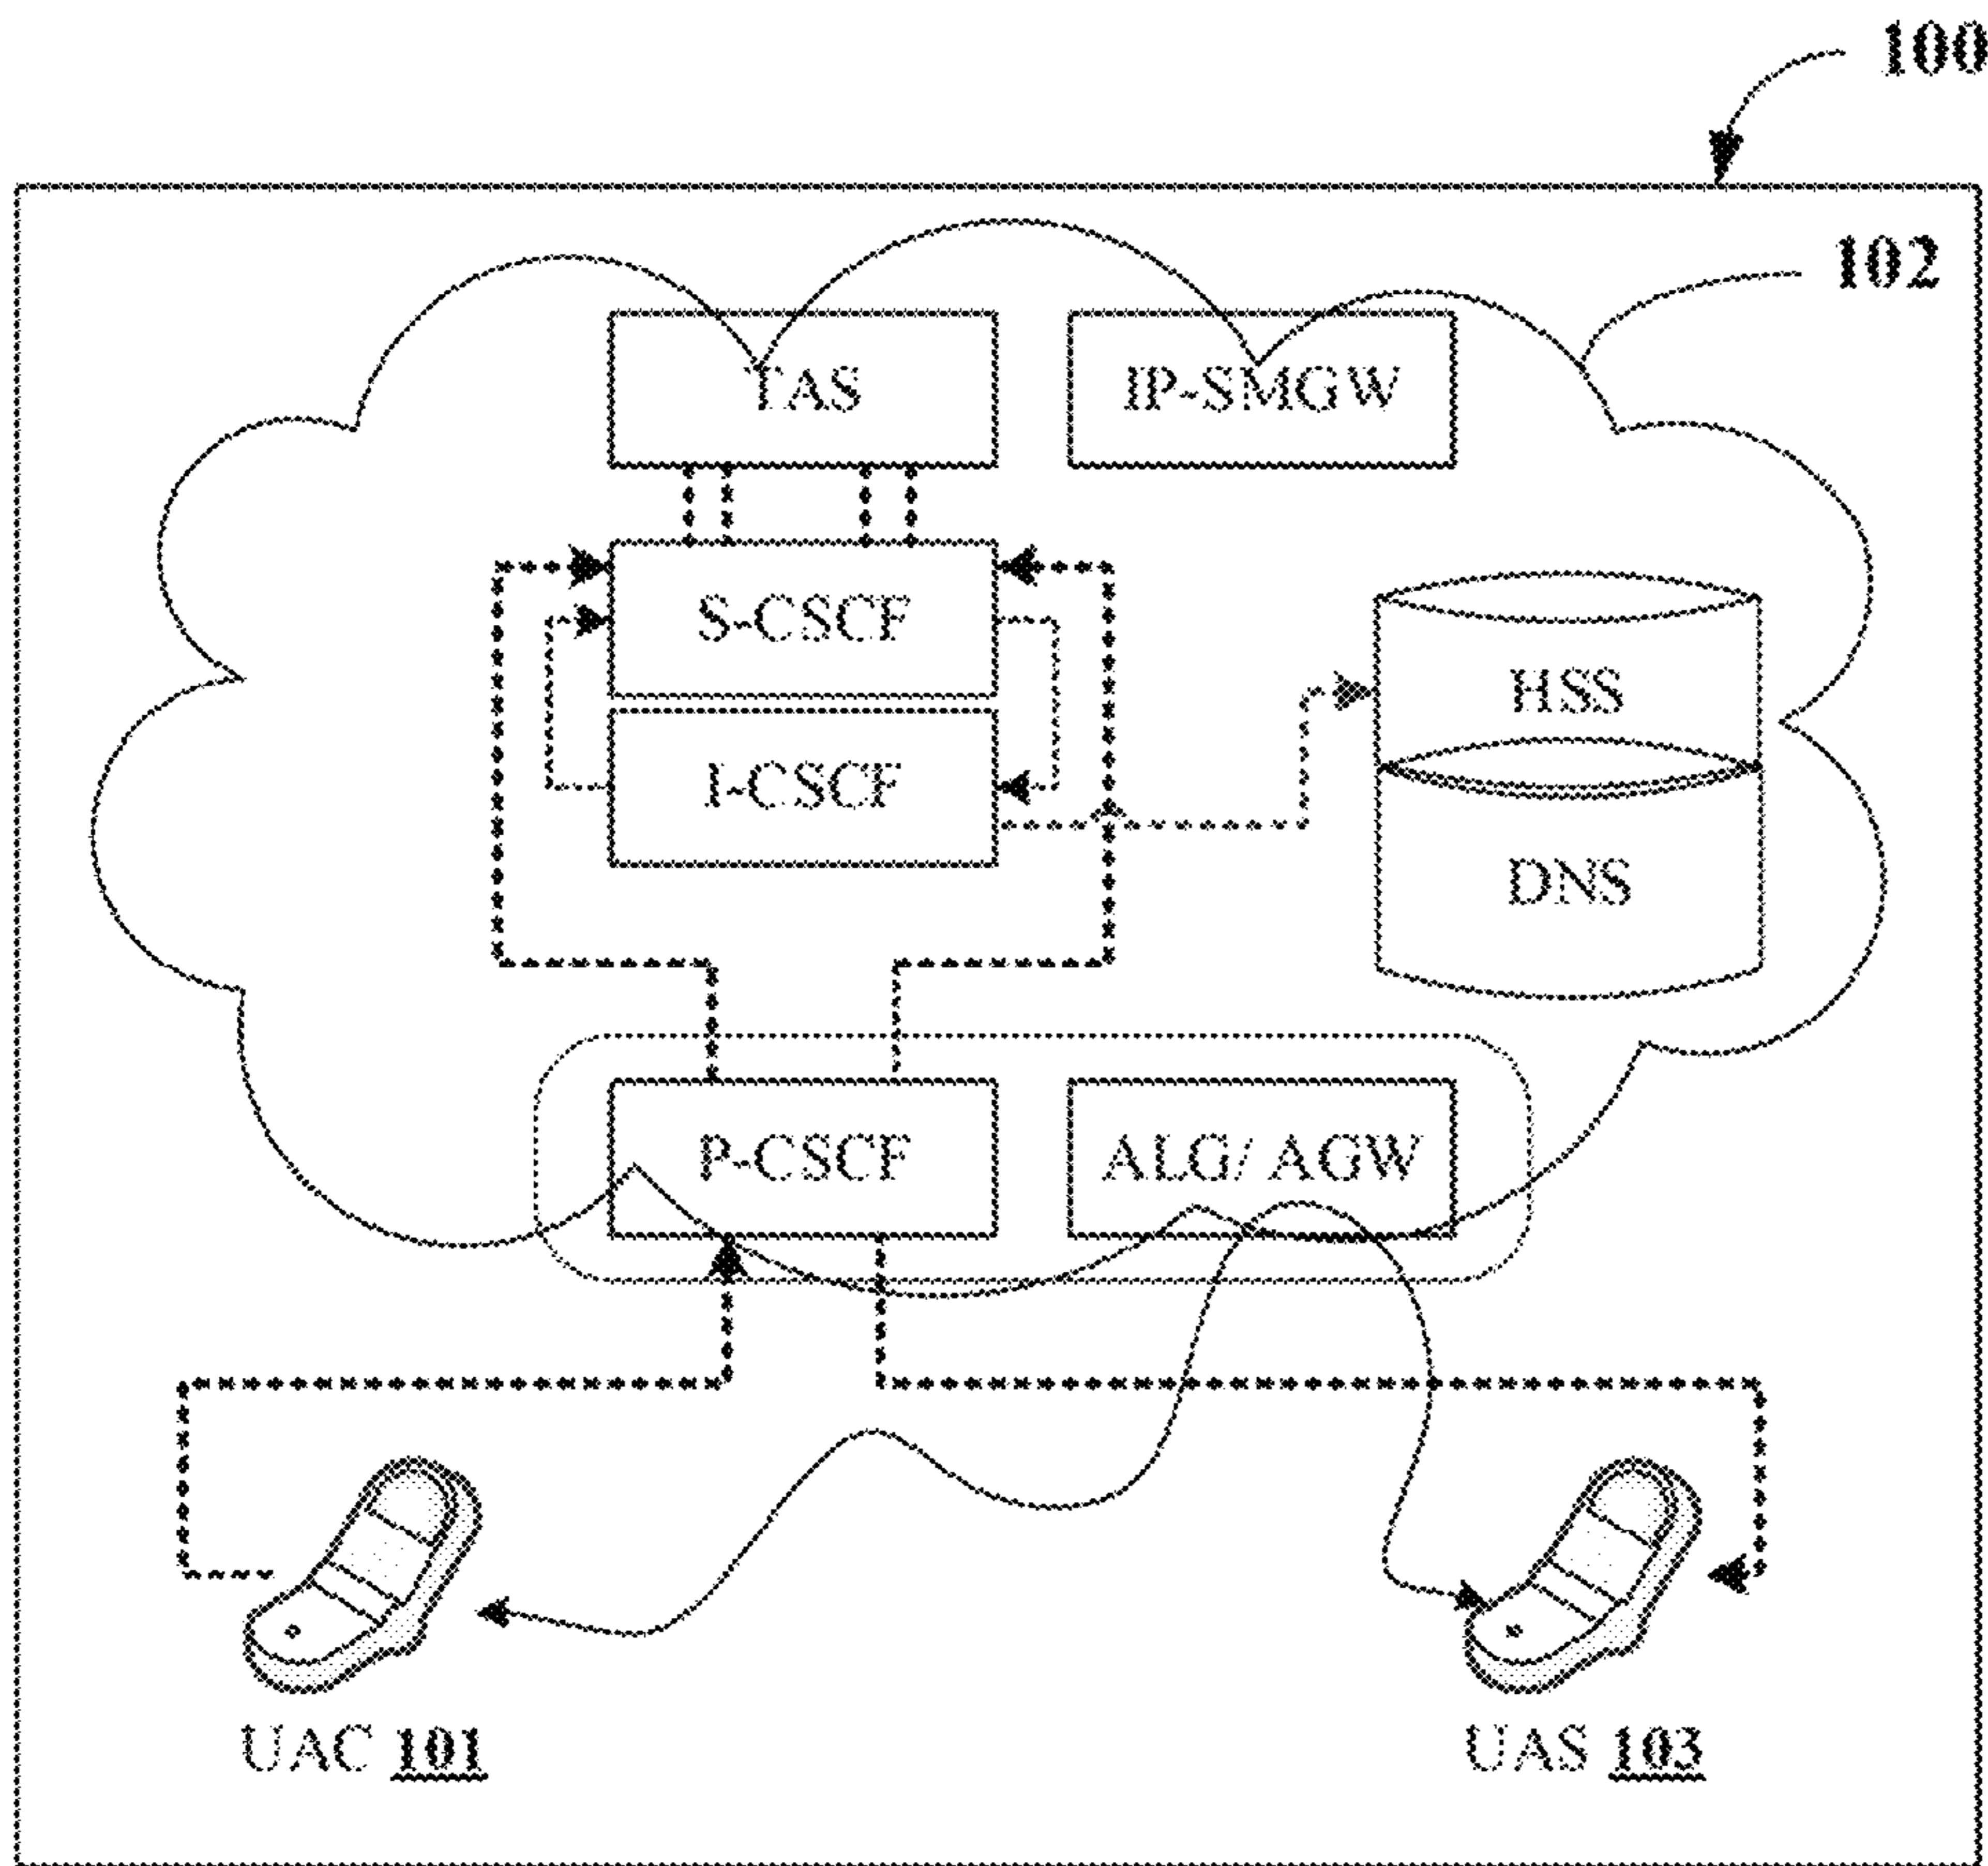 100
102
TAS
IP-SMGW
S-CSCF
HSS
I-CSCF
DNS
P-CSCF
ALG/ AGW
UAC 101
UAS 103